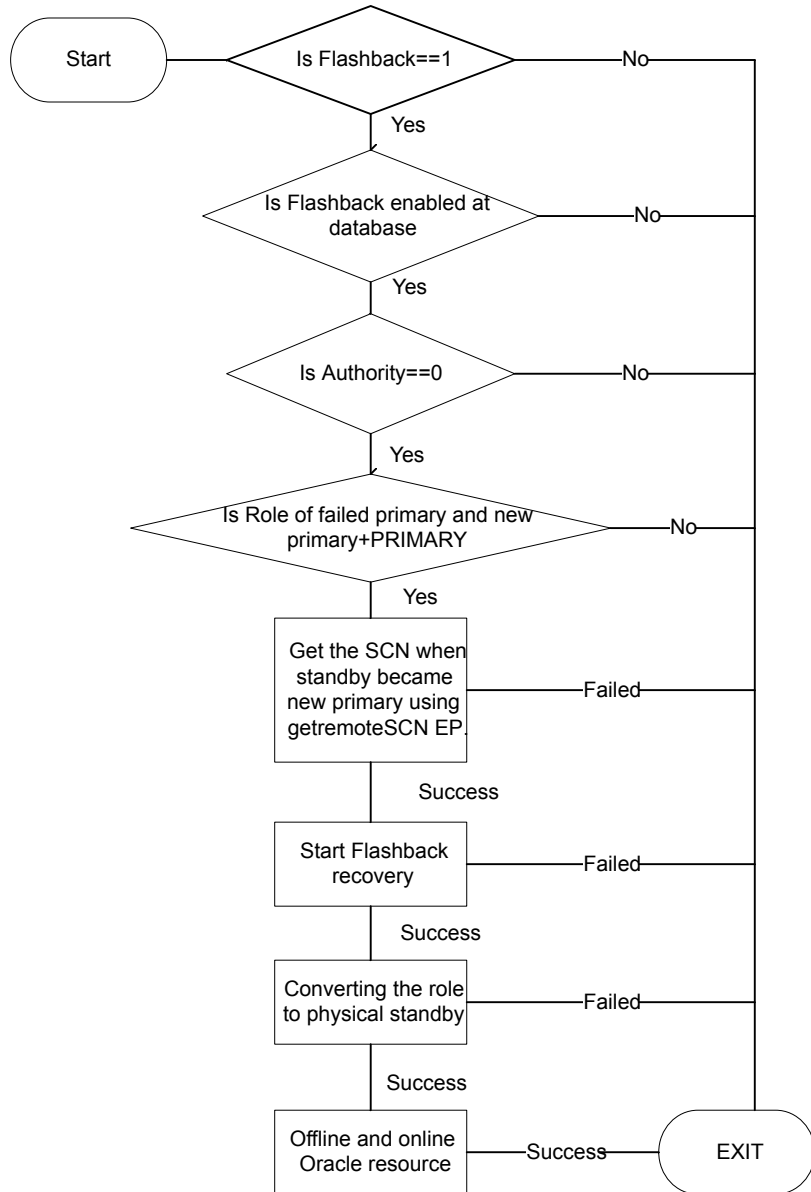 Start
Is Flashback==1
No
Yes
Is Flashback enabled at
database
No
Yes
Is Authority==0
No
Yes
Is Role of failed primary and new
primary+PRIMARY
No
Yes
Get the SCN when
standby became
new primary using
getremoteSCN EP.
Failed
Success
Start Flashback
recovery
Failed
Success
Converting the role
to physical standby
Failed
Success
Offline and online
Oracle resource
Success
EXIT